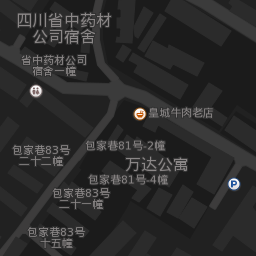 四川省中药材
公司宿舍
省中药材公司
宿舍一幢
皇城牛肉老店
包家巷81号-2幢
包家巷83号
二十二幢
万达公寓
包家巷81号-4幢
P
包家巷83号
二十一幢
包家巷83号
十五幢